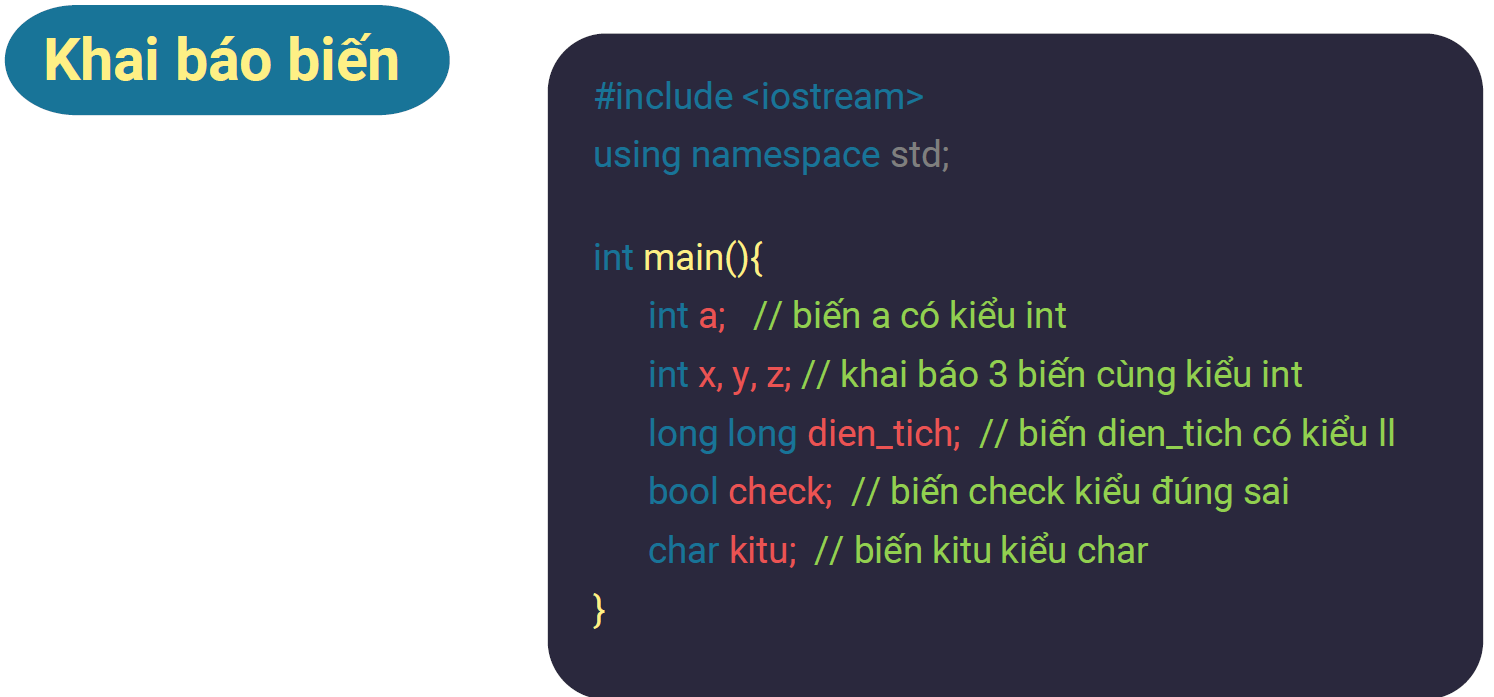 Khai báo biến
#include <iostream>
using namespace std;
int main(){
int a; // biến a có kiểu int
int x, y, z; // khai báo 3 biến cùng kiểu int
long long dien_tich; // biến dien_tich có kiểu ll
bool check; // biến check kiểu đúng sai
char kitu; // biến kitu kiểu char
}